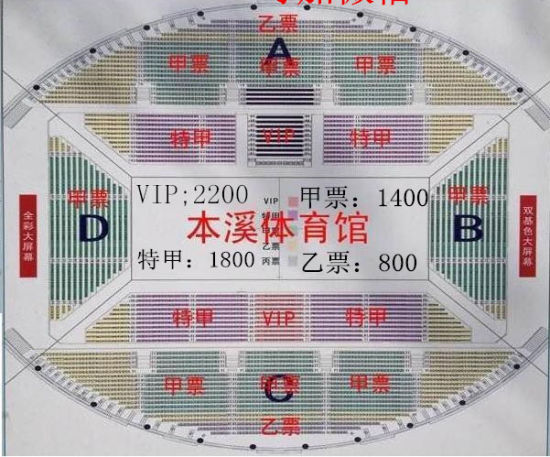 乙票
A
甲票 甲票 甲票
特甲 VIP 特甲
甲票 甲票
VIP;2200 VIP 甲票：1400
特甲
全彩大屏幕 D 本溪体育馆 B 双基色大屏幕
特甲：1800 丙票 乙票：800
特甲 VIP 特甲
甲票 甲票 甲票
C
乙票